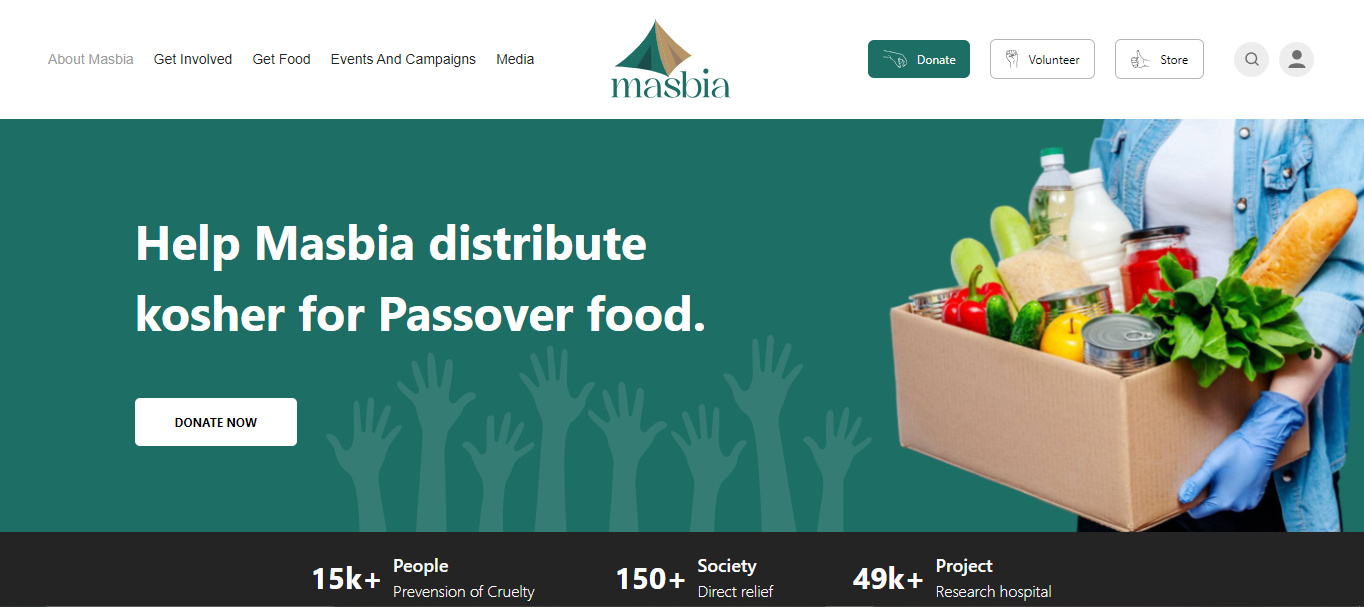 About Masbia Get Involved Get Food Events And Campaigns Media
masbia
Donate Volunteer Store
Help Masbia distribute
kosher for Passover food.
DONATE NOW
15k+ People
Prevension of Cruelty
150+ Society
Direct relief
49k+ Project
Research hospital